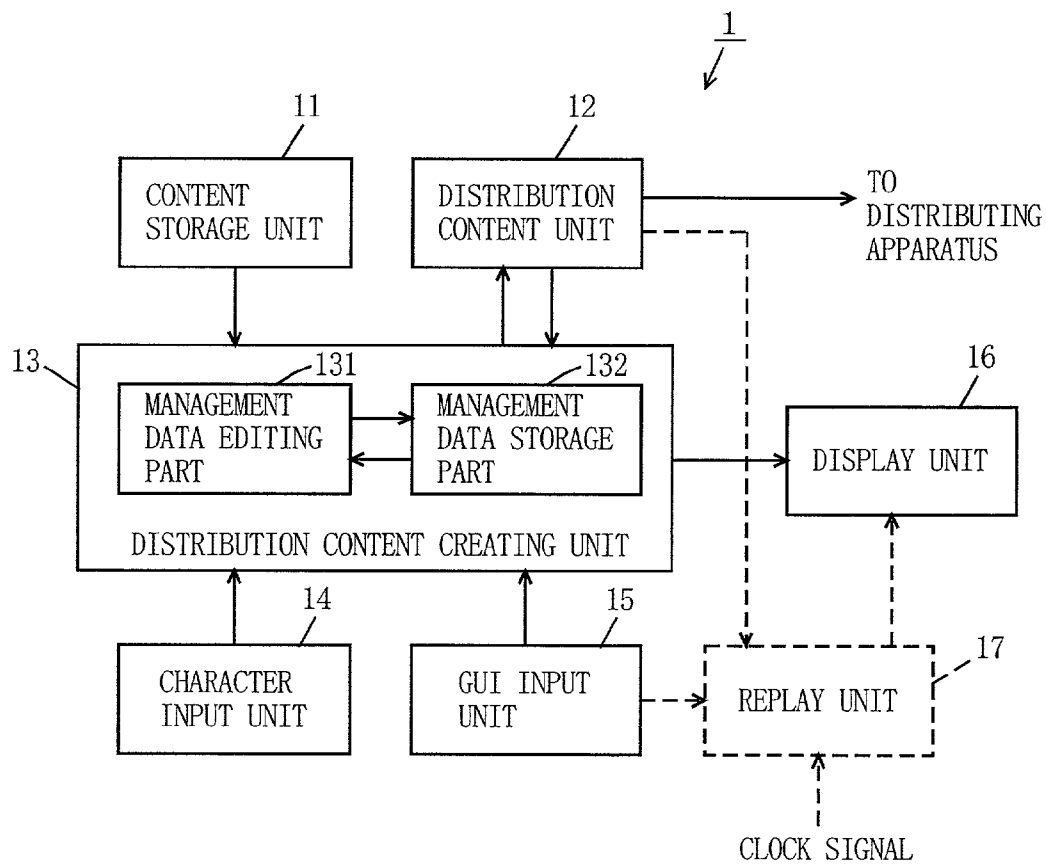 1
11
12
CONTENT
STORAGE UNIT
DISTRIBUTION
CONTENT UNIT
TO
DISTRIBUTING
APPARATUS
13
131
132
MANAGEMENT
DATA EDITING
PART
MANAGEMENT
DATA STORAGE
PART
DISTRIBUTION CONTENT CREATING UNIT
16
DISPLAY UNIT
14
15
CHARACTER
INPUT UNIT
GUI INPUT
UNIT
17
REPLAY UNIT
CLOCK SIGNAL